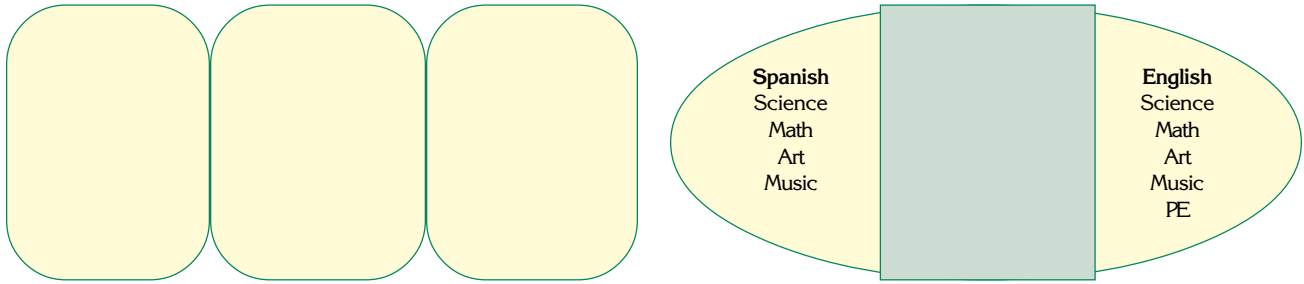 Spanish
Science
Math
Art
Music
English
Science
Math
Art
Music
PE